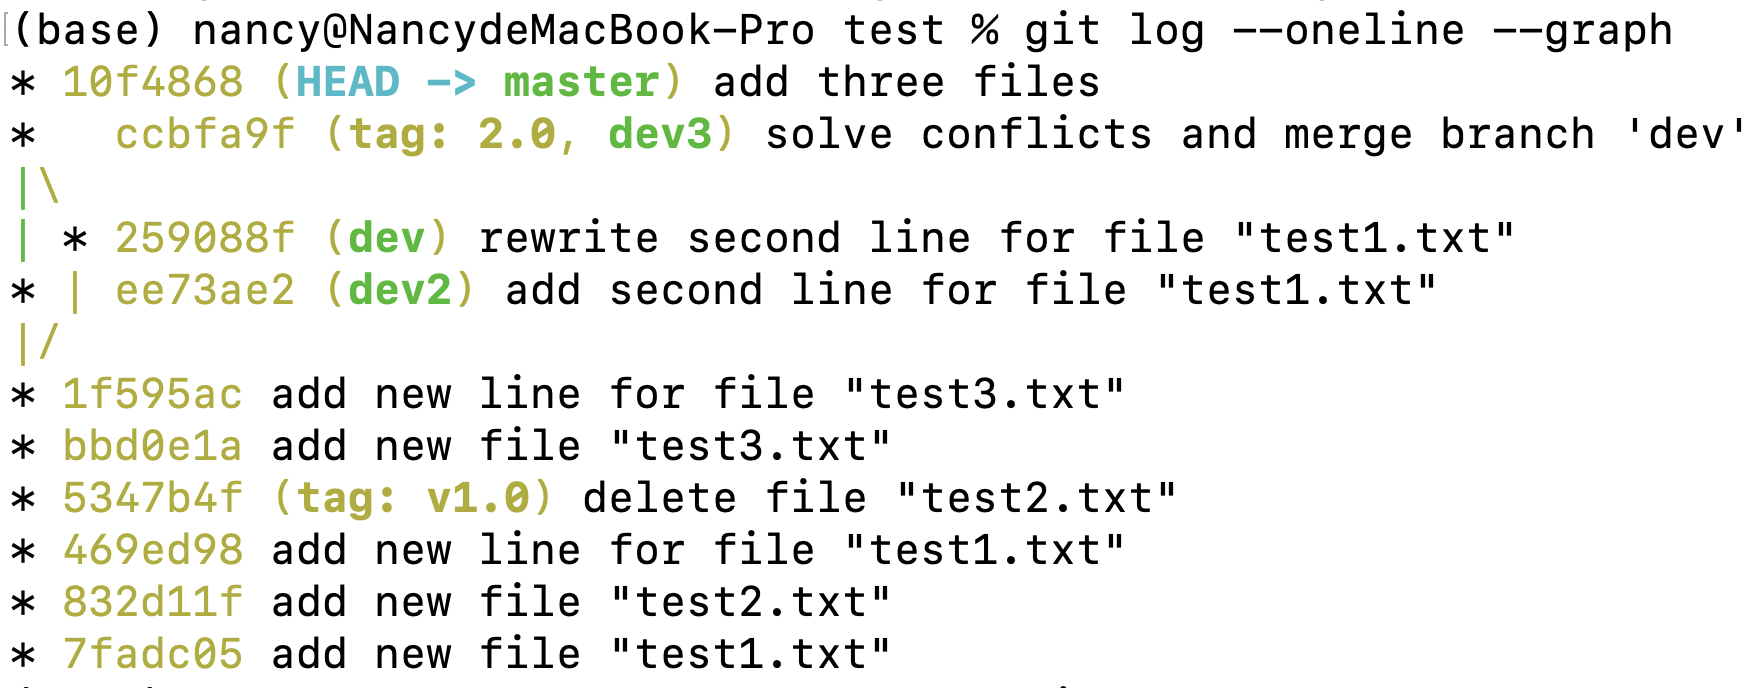 (base) nancy@NancydeMacBook-Pro test % git log --oneline --graph
* 10f4868 (HEAD -> master) add three files
*   ccbfa9f (tag: 2.0, dev3) solve conflicts and merge branch 'dev'
|\
| * 259088f (dev) rewrite second line for file "test1.txt"
* | ee73ae2 (dev2) add second line for file "test1.txt"
|/
* 1f595ac add new line for file "test3.txt"
* bbd0e1a add new file "test3.txt"
* 5347b4f (tag: v1.0) delete file "test2.txt"
* 469ed98 add new line for file "test1.txt"
* 832d11f add new file "test2.txt"
* 7fadc05 add new file "test1.txt"